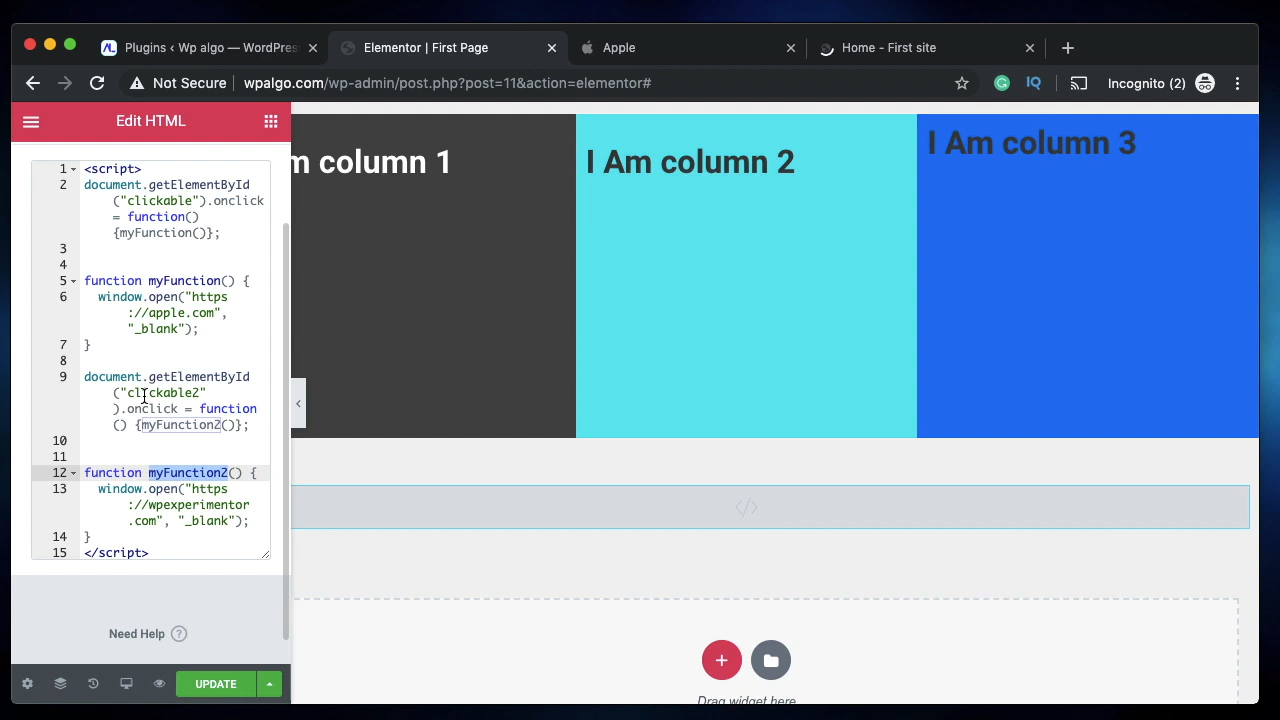 Plugins < Wp algo — WordPres
Elementor | First Page
Apple
Home - First site
Not Secure
wpalgo.com/wp-admin/post.php?post=11&action=elementor#
IQ
Incognito (2)
Edit HTML
1 <script>
2 document.getElementById
("clickable").onclick
= function()
{myFunction()};
3
4
5 function myFunction() {
6 window.open("https
://apple.com",
"_blank");
7 }
8
9 document.getElementById
("clickable2"
).onclick = function
() {myFunction2()};
10
11
12 function myFunction2() {
13 window.open("https
://wpexperimentor
.com", "_blank");
14 }
15 </script>
m column 1
I Am column 2
I Am column 3
Need Help ?
UPDATE
Drag widget here